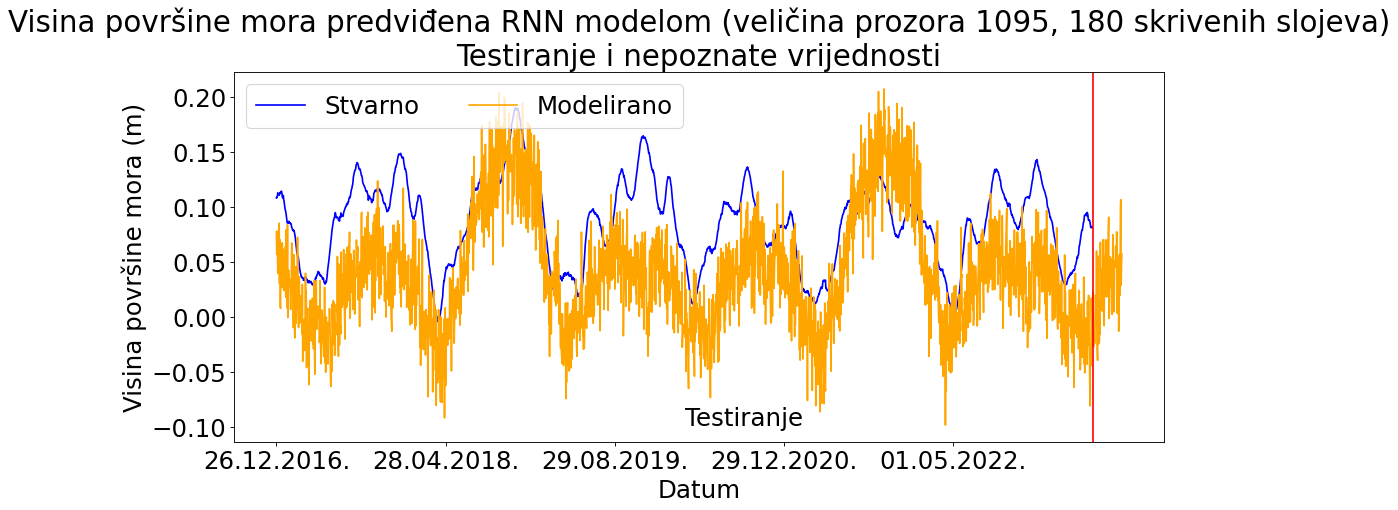 Visina površine mora predviđena RNN modelom (veličina prozora 1095, 180 skrivenih slojeva)
Testiranje i nepoznate vrijednosti
Stvarno
Modelirano
Visina površine mora (m)
0.20
0.15
0.10
0.05
0.00
−0.05
−0.10
Testiranje
26.12.2016.
28.04.2018.
29.08.2019.
29.12.2020.
01.05.2022.
Datum